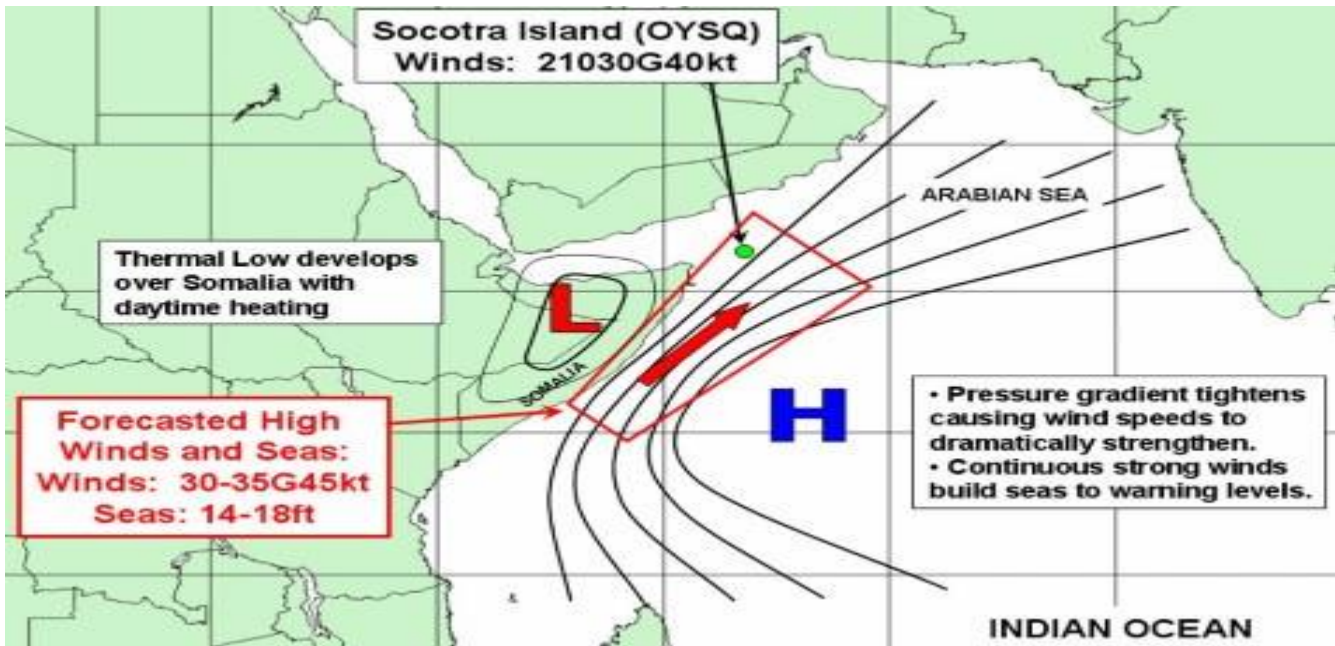 Socotra Island (OYSQ)
Winds: 21030G40kt
ARABIAN SEA
Thermal Low develops
over Somalia with
daytime heating
L
SOMALIA
H
Forecasted High
Winds and Seas:
Winds: 30-35G45kt
Seas: 14-18ft
• Pressure gradient tightens
causing wind speeds to
dramatically strengthen.
• Continuous strong winds
build seas to warning levels.
INDIAN OCEAN